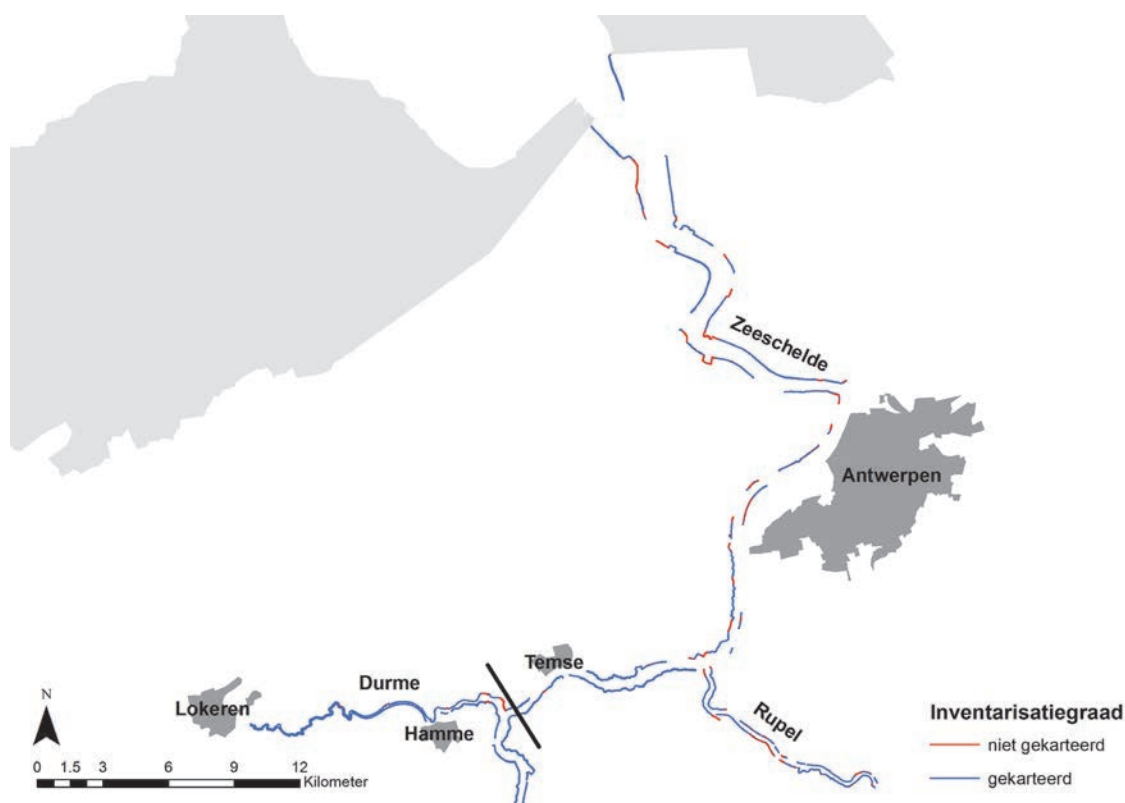 Zeeschelde
Antwerpen
Temse
Durme
Lokeren
Hamme
Rupel
N
0 1.5 3 6 9 12
Kilometer
Inventarisatiegraad
niet gekarteerd
gekarteerd